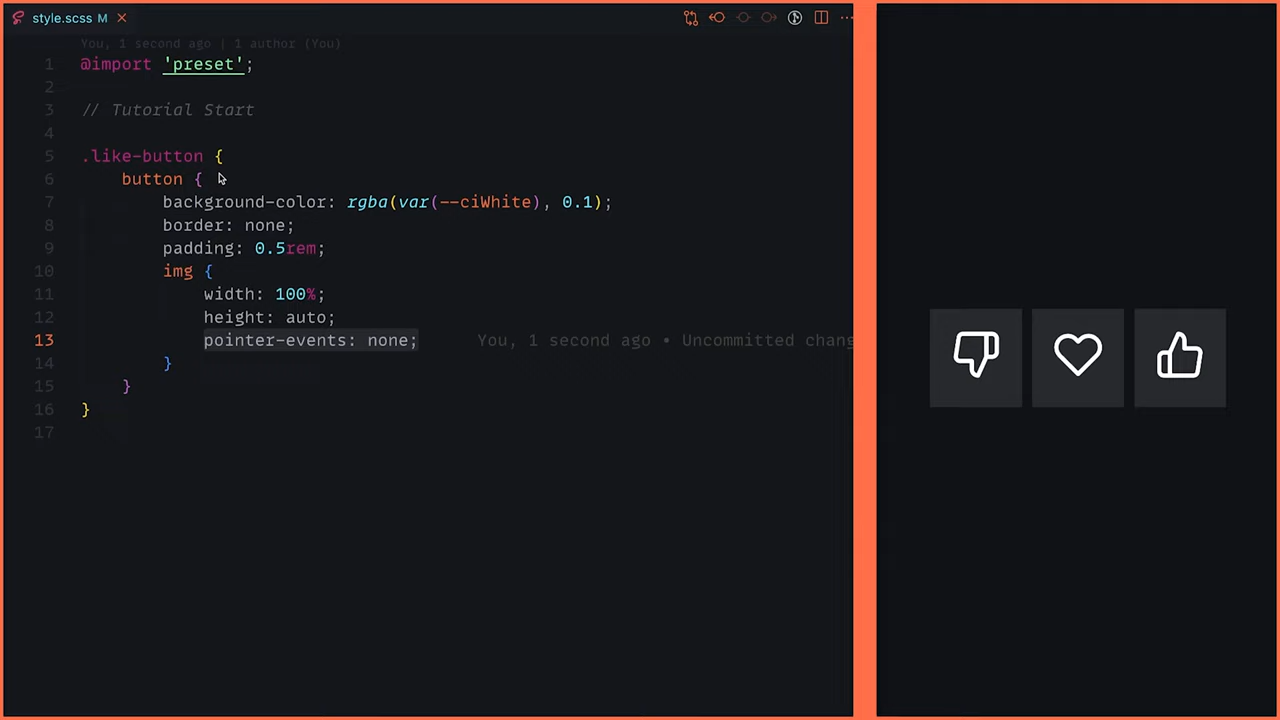 style.scss M
You, 1 second ago | 1 author (You)
1 @import 'preset';
2
3 // Tutorial Start
4
5 .like-button {
6 button {
7 background-color: rgba(var(--ciWhite), 0.1);
8 border: none;
9 padding: 0.5rem;
10 img {
11 width: 100%;
12 height: auto;
13 pointer-events: none; You, 1 second ago • Uncommitted chang
14 }
15 }
16 }
17